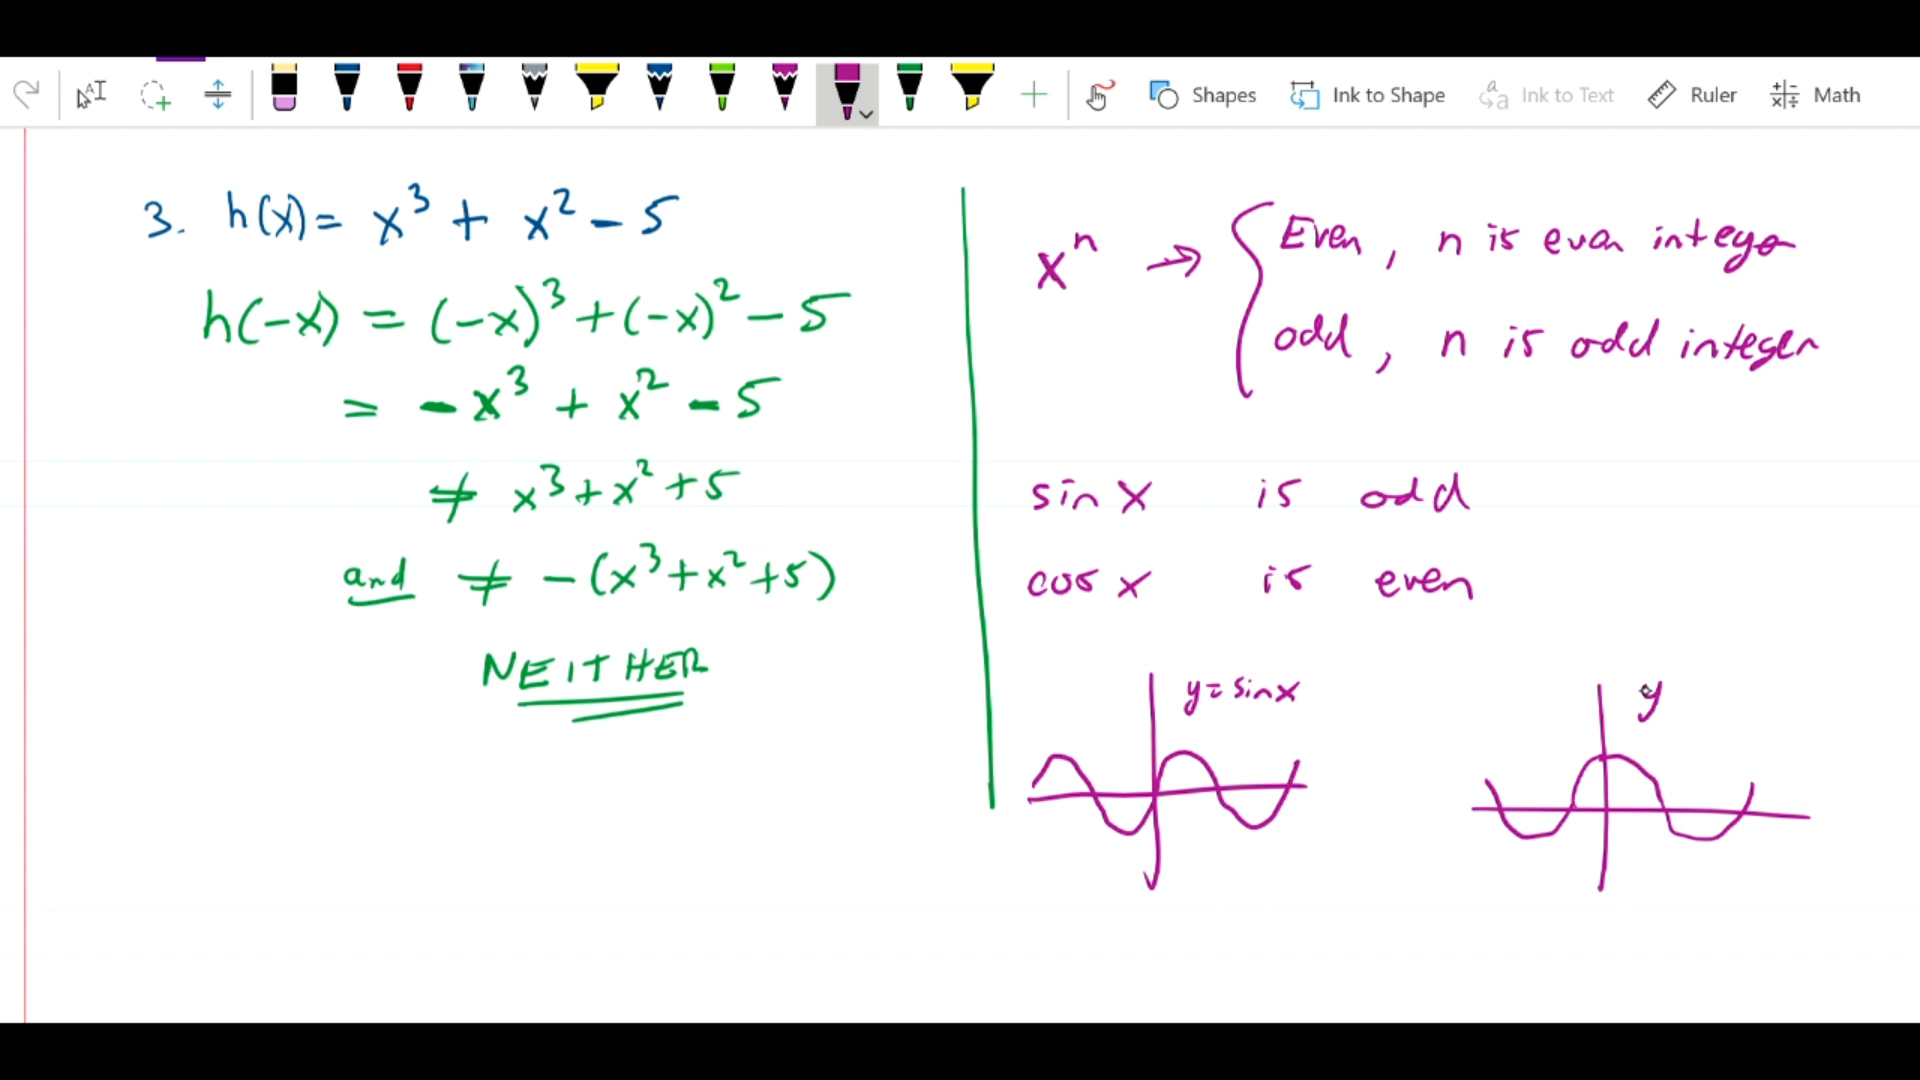 Shapes Ink to Shape Ink to Text Ruler Math
3. h(x) = x³ + x² - 5
h(-x) = (-x)³ + (-x)² - 5
= - x³ + x² - 5
≠ x³ + x² + 5
and ≠ - (x³ + x² + 5)
NEITHER
xⁿ → { Even, n is even integer
odd, n is odd integer
sin x is odd
cos x is even
y = sin x
y